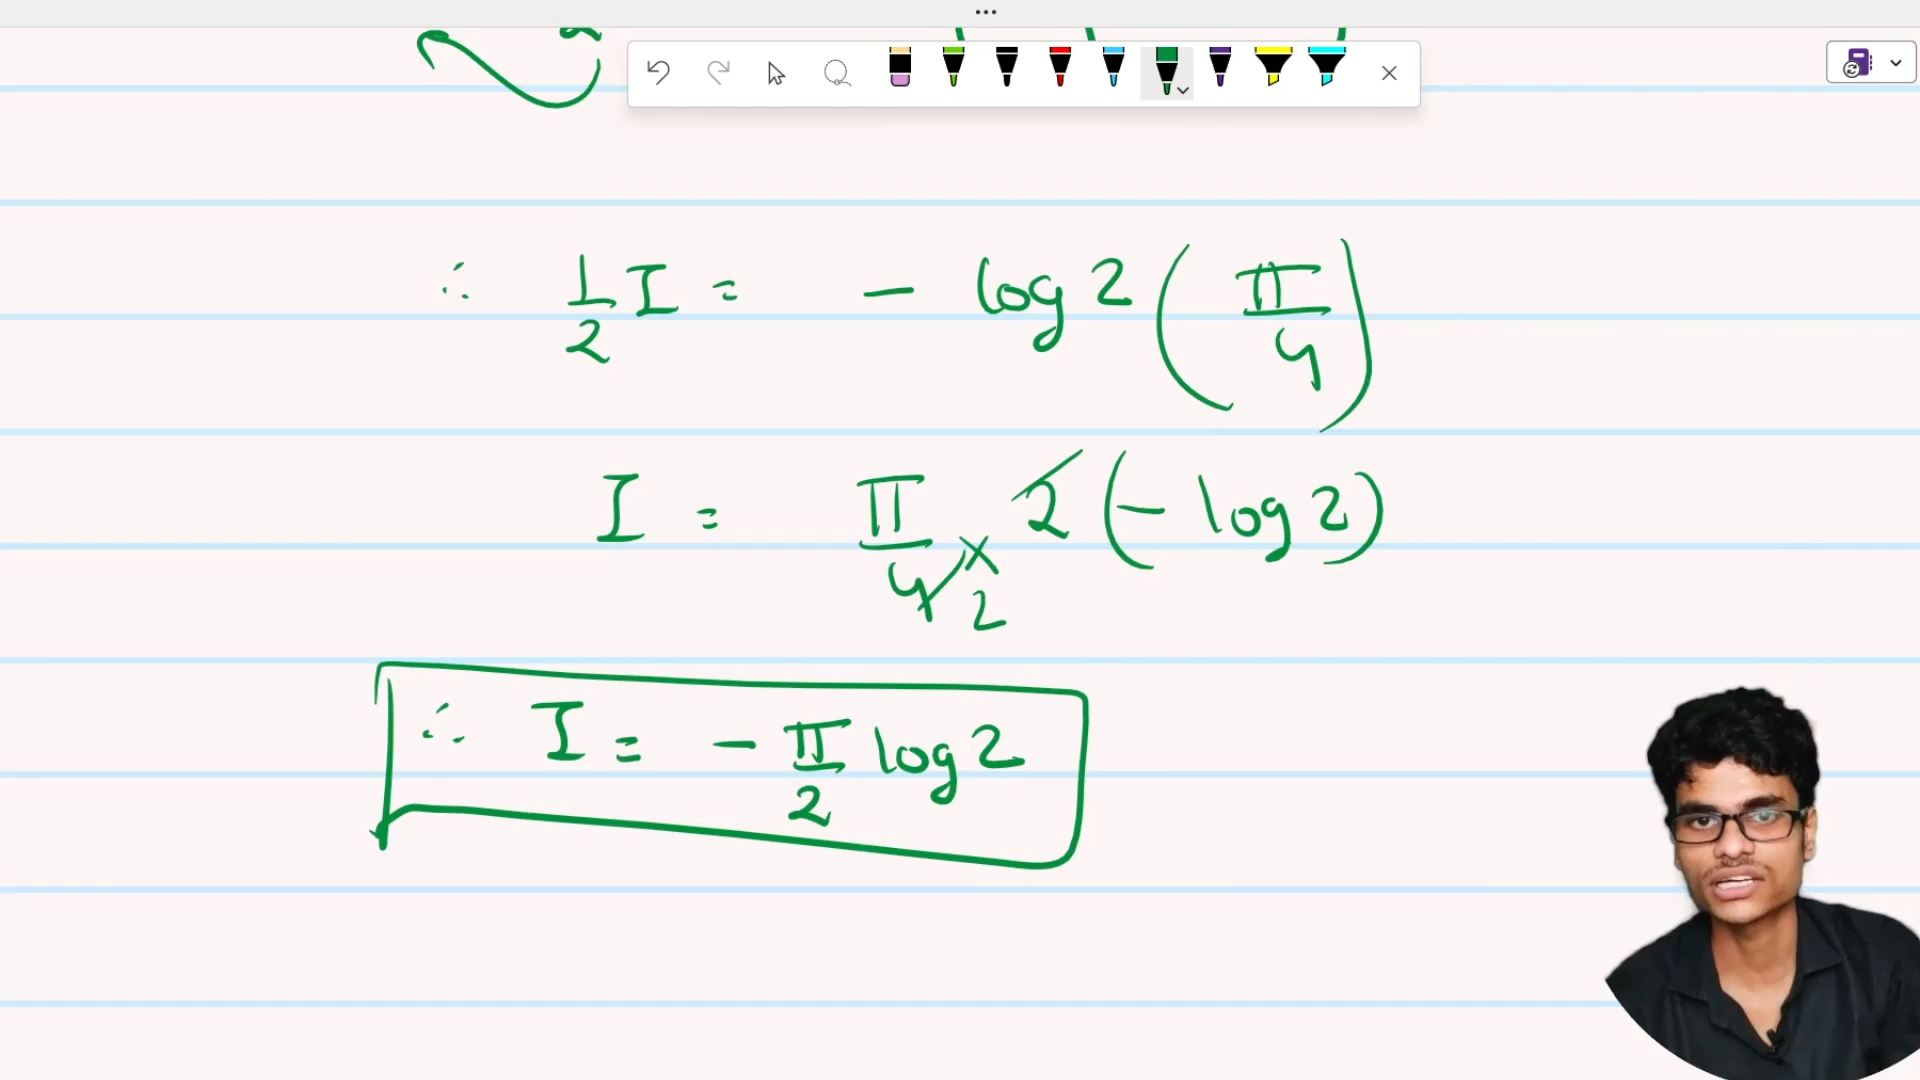 ∴ 1/2 I = - log 2 (π/4)
I = π/4 × 2 (- log 2)
2
∴ I = - π/2 log 2